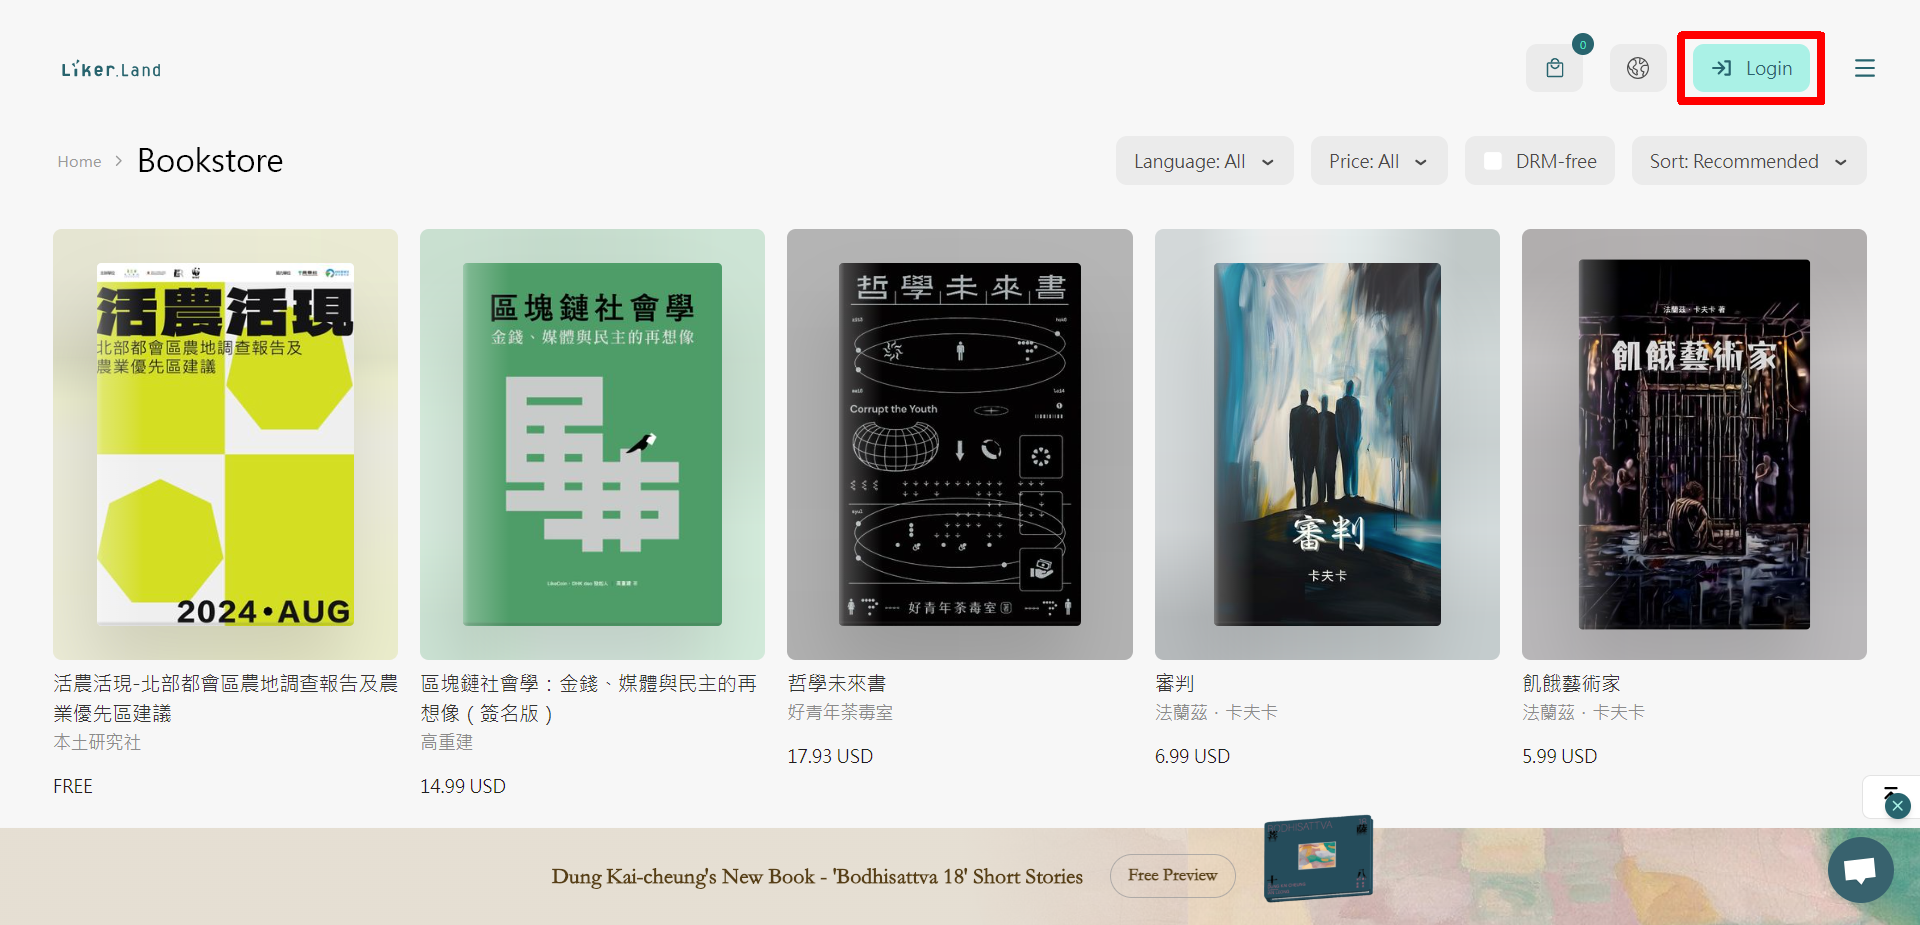 Liker.Land
0
Login
Home
Bookstore
Language: All
Price: All
DRM-free
Sort: Recommended
活農活現
北部都會區農地調查報告及
農業優先區建議
2024•AUG
區塊鏈社會學
金錢、媒體與民主的再想像
哲學未來書
Corrupt the Youth
好青年荼毒室
著
審判
卡夫卡
法蘭茲·卡夫卡 著
飢餓藝術家
活農活現-北部都會區農地調查報告及農
業優先區建議
本土研究社
FREE
區塊鏈社會學：金錢、媒體與民主的再
想像（簽名版）
高重建
14.99 USD
哲學未來書
好青年荼毒室
17.93 USD
審判
法蘭茲·卡夫卡
6.99 USD
飢餓藝術家
法蘭茲·卡夫卡
5.99 USD
Dung Kai-cheung's New Book - 'Bodhisattva 18' Short Stories
Free Preview
BODHISATTVA